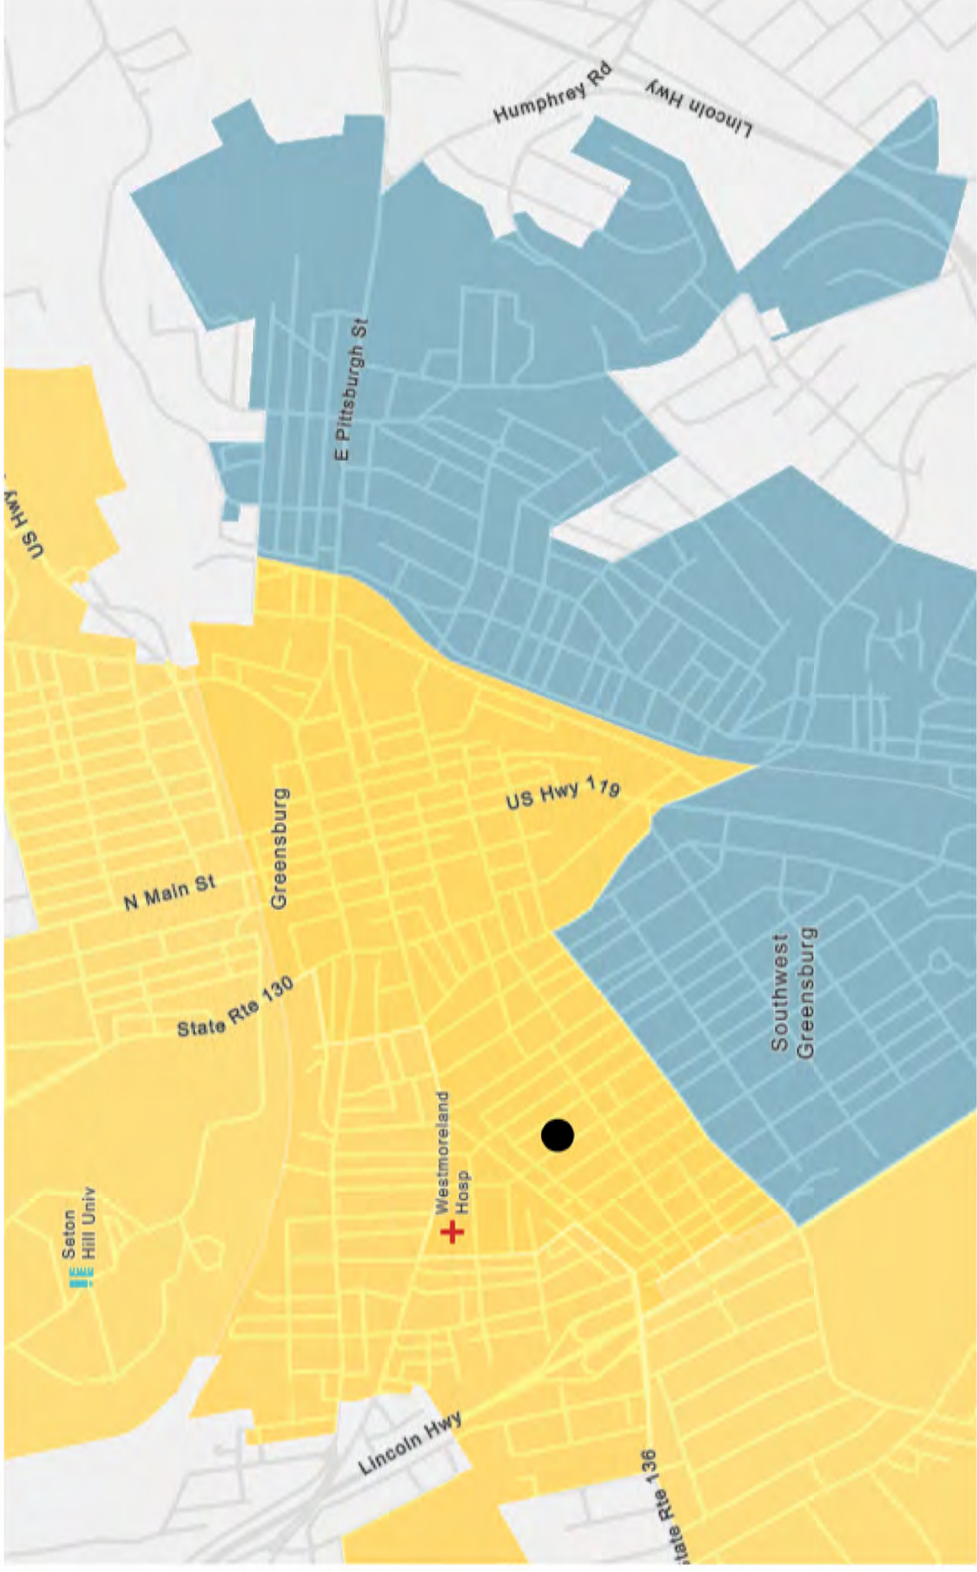 Humphrey Rd
Lincoln Hwy
E Pittsburgh St
US Hwy
US Hwy 119
Greensburg
N Main St
State Rte 130
Southwest
Greensburg
Westmoreland
Hosp
Seton
Hill Univ
Lincoln Hwy
State Rte 136